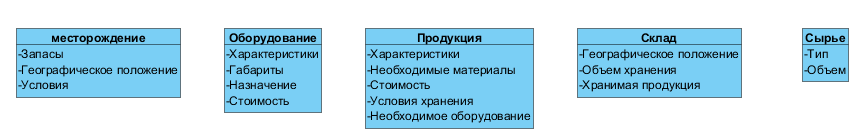 месторождение
-Запасы
-Географическое положение
-Условия
Оборудование
-Характеристики
-Габариты
-Назначение
-Стоимость
Продукция
-Характеристики
-Необходимые материалы
-Стоимость
-Условия хранения
-Необходимое оборудование
Склад
-Географическое положение
-Объем хранения
-Хранимая продукция
Сырье
-Тип
-Объем